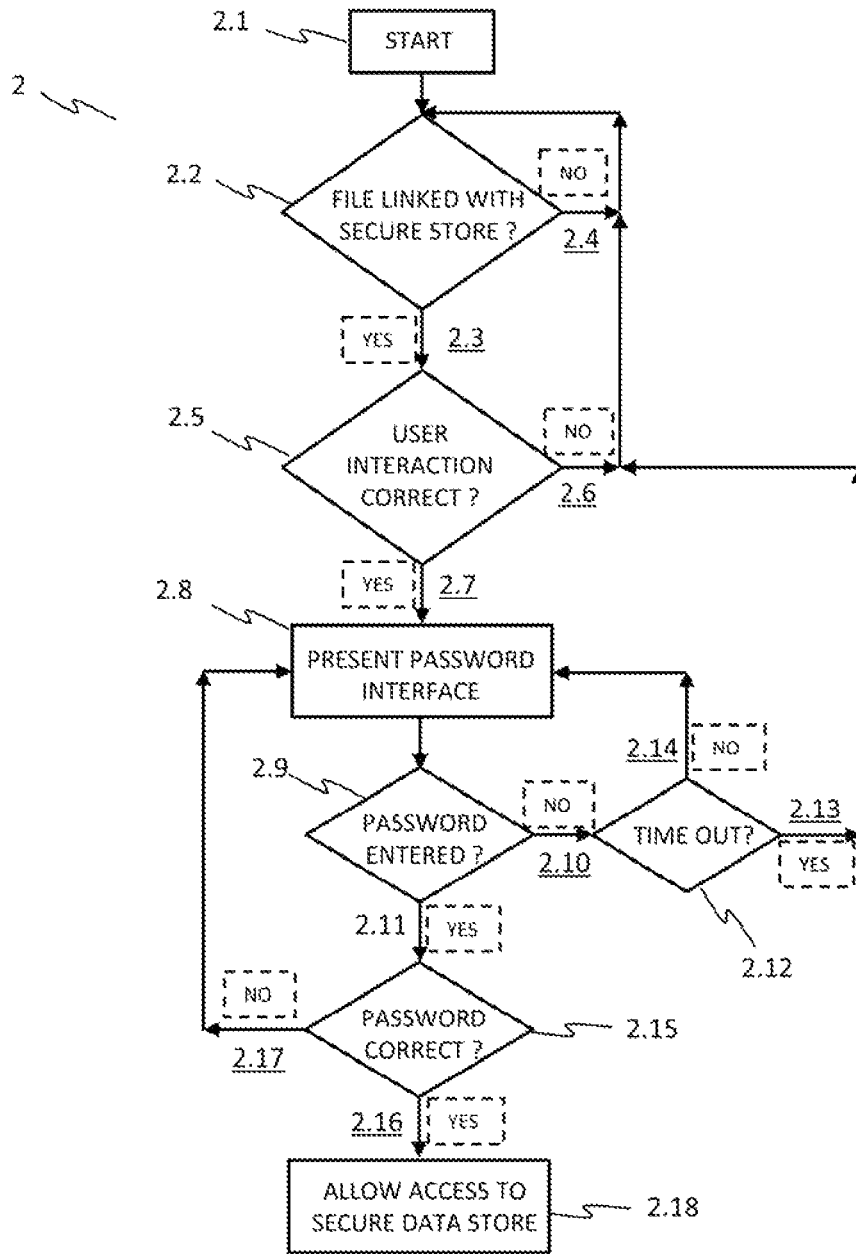 2.1
START
2
2.2
FILE LINKED WITH
SECURE STORE ?
NO
2.4
YES
2.3
2.5
USER
INTERACTION
CORRECT ?
NO
2.6
YES
2.7
2.8
PRESENT PASSWORD
INTERFACE
2.14
NO
2.9
PASSWORD
ENTERED ?
NO
2.10
TIME OUT?
2.13
YES
2.11
YES
2.12
NO
2.17
PASSWORD
CORRECT ?
2.15
2.16
YES
ALLOW ACCESS TO
SECURE DATA STORE
2.18